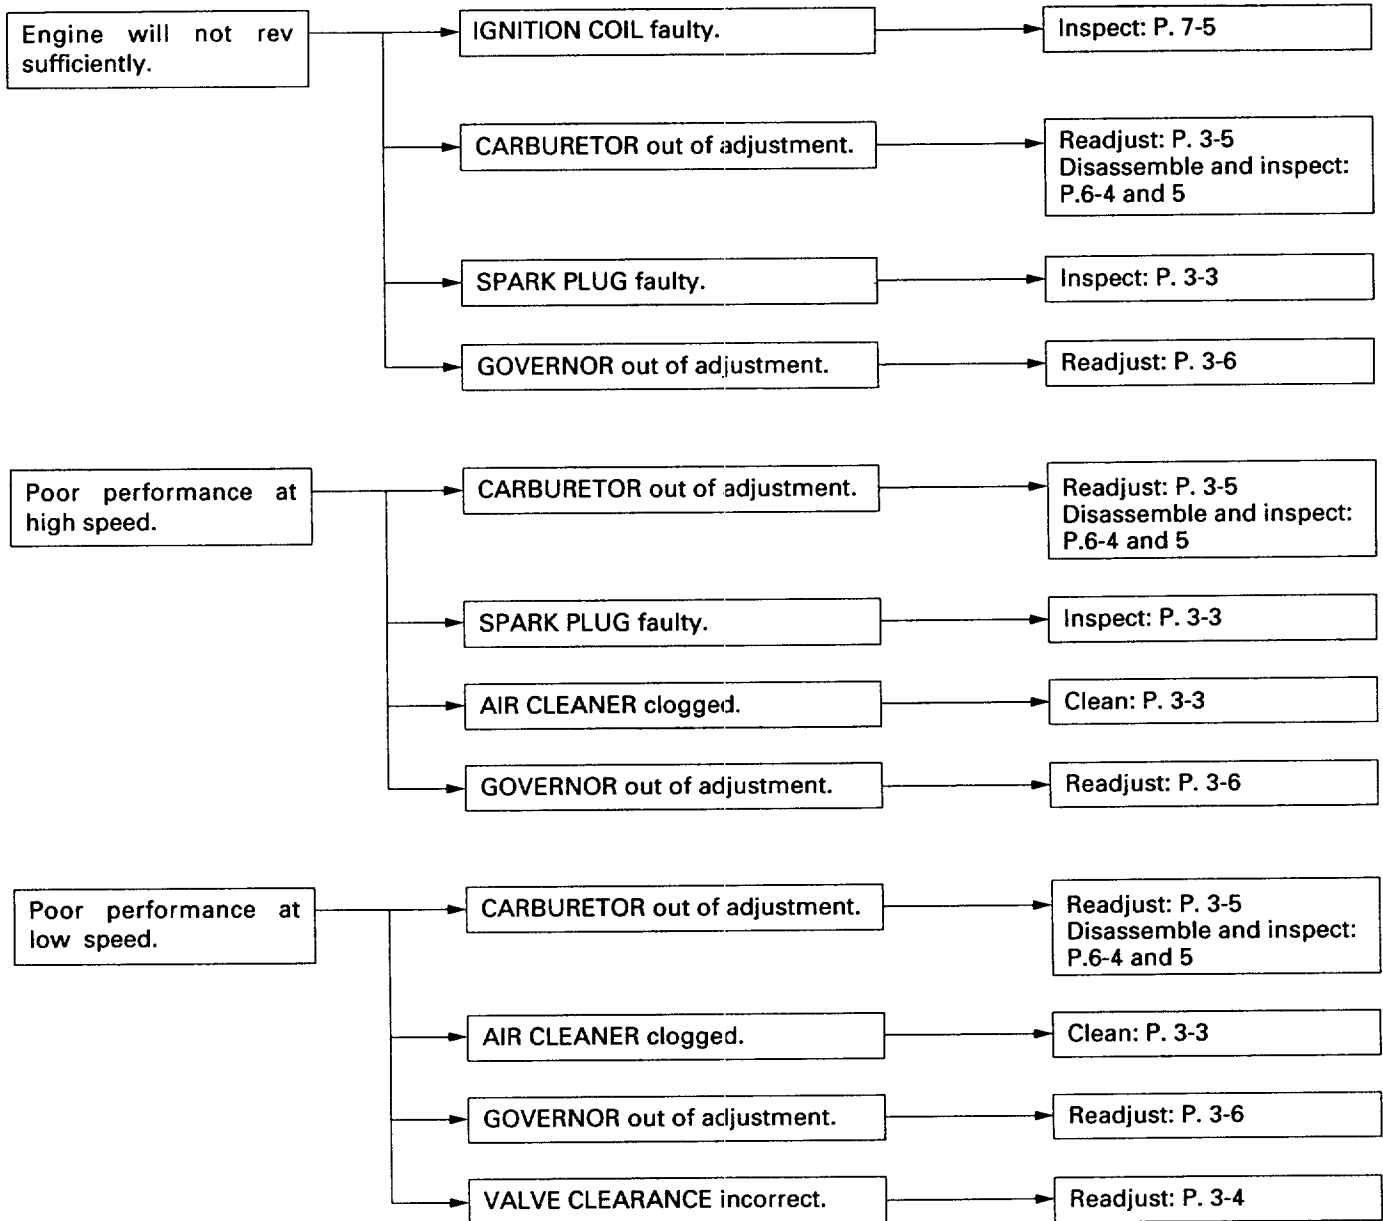 Engine will not rev
sufficiently.
IGNITION COIL faulty.
Inspect: P. 7-5
CARBURETOR out of adjustment.
Readjust: P. 3-5
Disassemble and inspect:
P.6-4 and 5
SPARK PLUG faulty.
Inspect: P. 3-3
GOVERNOR out of adjustment.
Readjust: P. 3-6
Poor performance at
high speed.
CARBURETOR out of adjustment.
Readjust: P. 3-5
Disassemble and inspect:
P.6-4 and 5
SPARK PLUG faulty.
Inspect: P. 3-3
AIR CLEANER clogged.
Clean: P. 3-3
GOVERNOR out of adjustment.
Readjust: P. 3-6
Poor performance at
low speed.
CARBURETOR out of adjustment.
Readjust: P. 3-5
Disassemble and inspect:
P.6-4 and 5
AIR CLEANER clogged.
Clean: P. 3-3
GOVERNOR out of adjustment.
Readjust: P. 3-6
VALVE CLEARANCE incorrect.
Readjust: P. 3-4